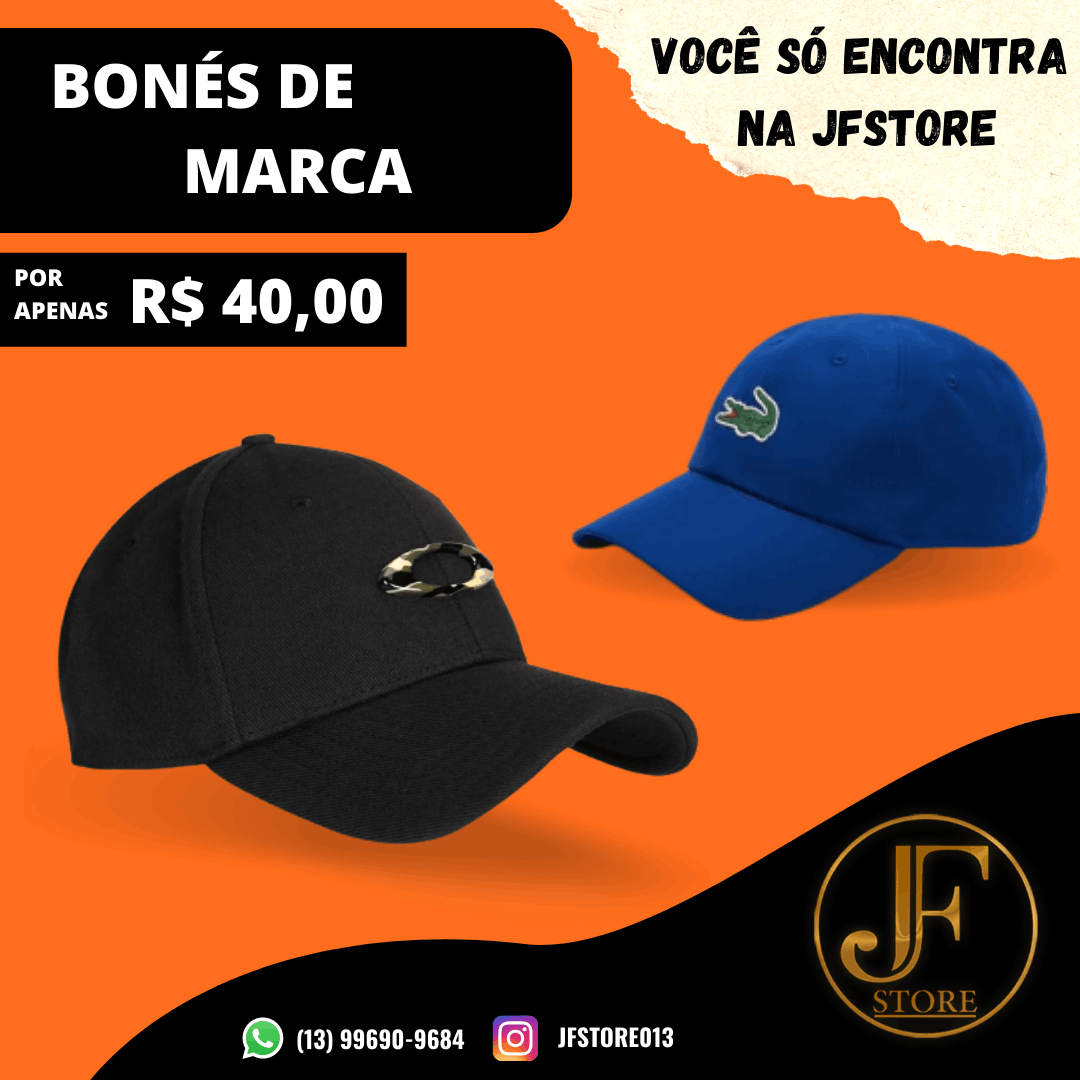 BONÉS DE
MARCA
VOCÊ SÓ ENCONTRA
NA JFSTORE
POR
APENAS
R$ 40,00
JF
STORE
(13) 99690-9684
JFSTORE013